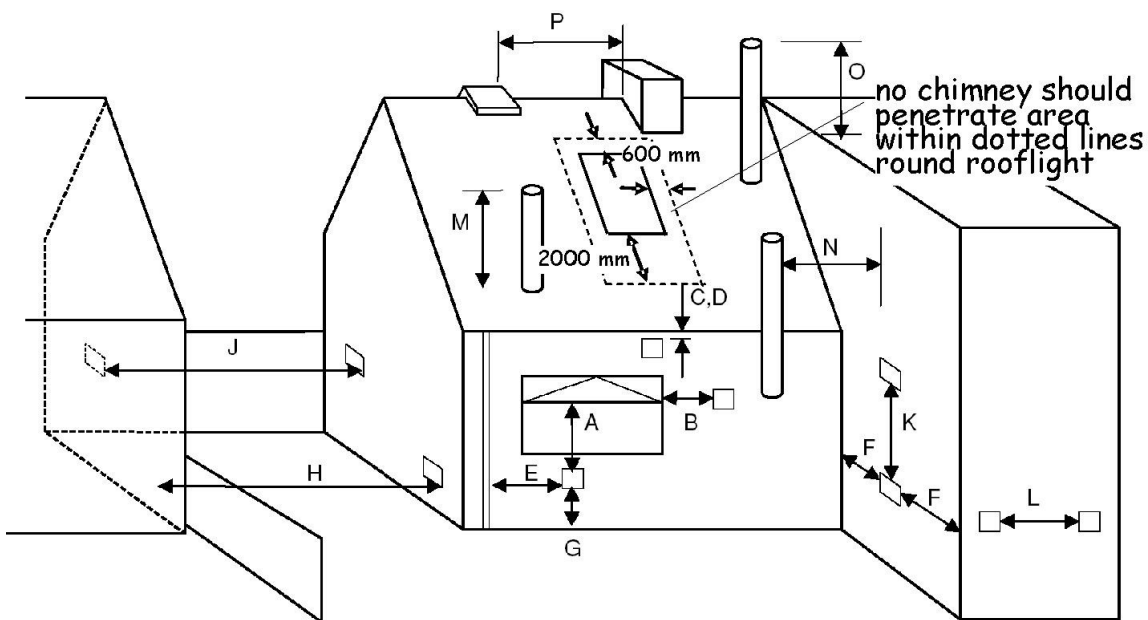 P
O
no chimney should
penetrate area
within dotted lines
round rooflight
600 mm
M
2000 mm
N
C,D
J
A
B
K
F
H
E
F
L
G